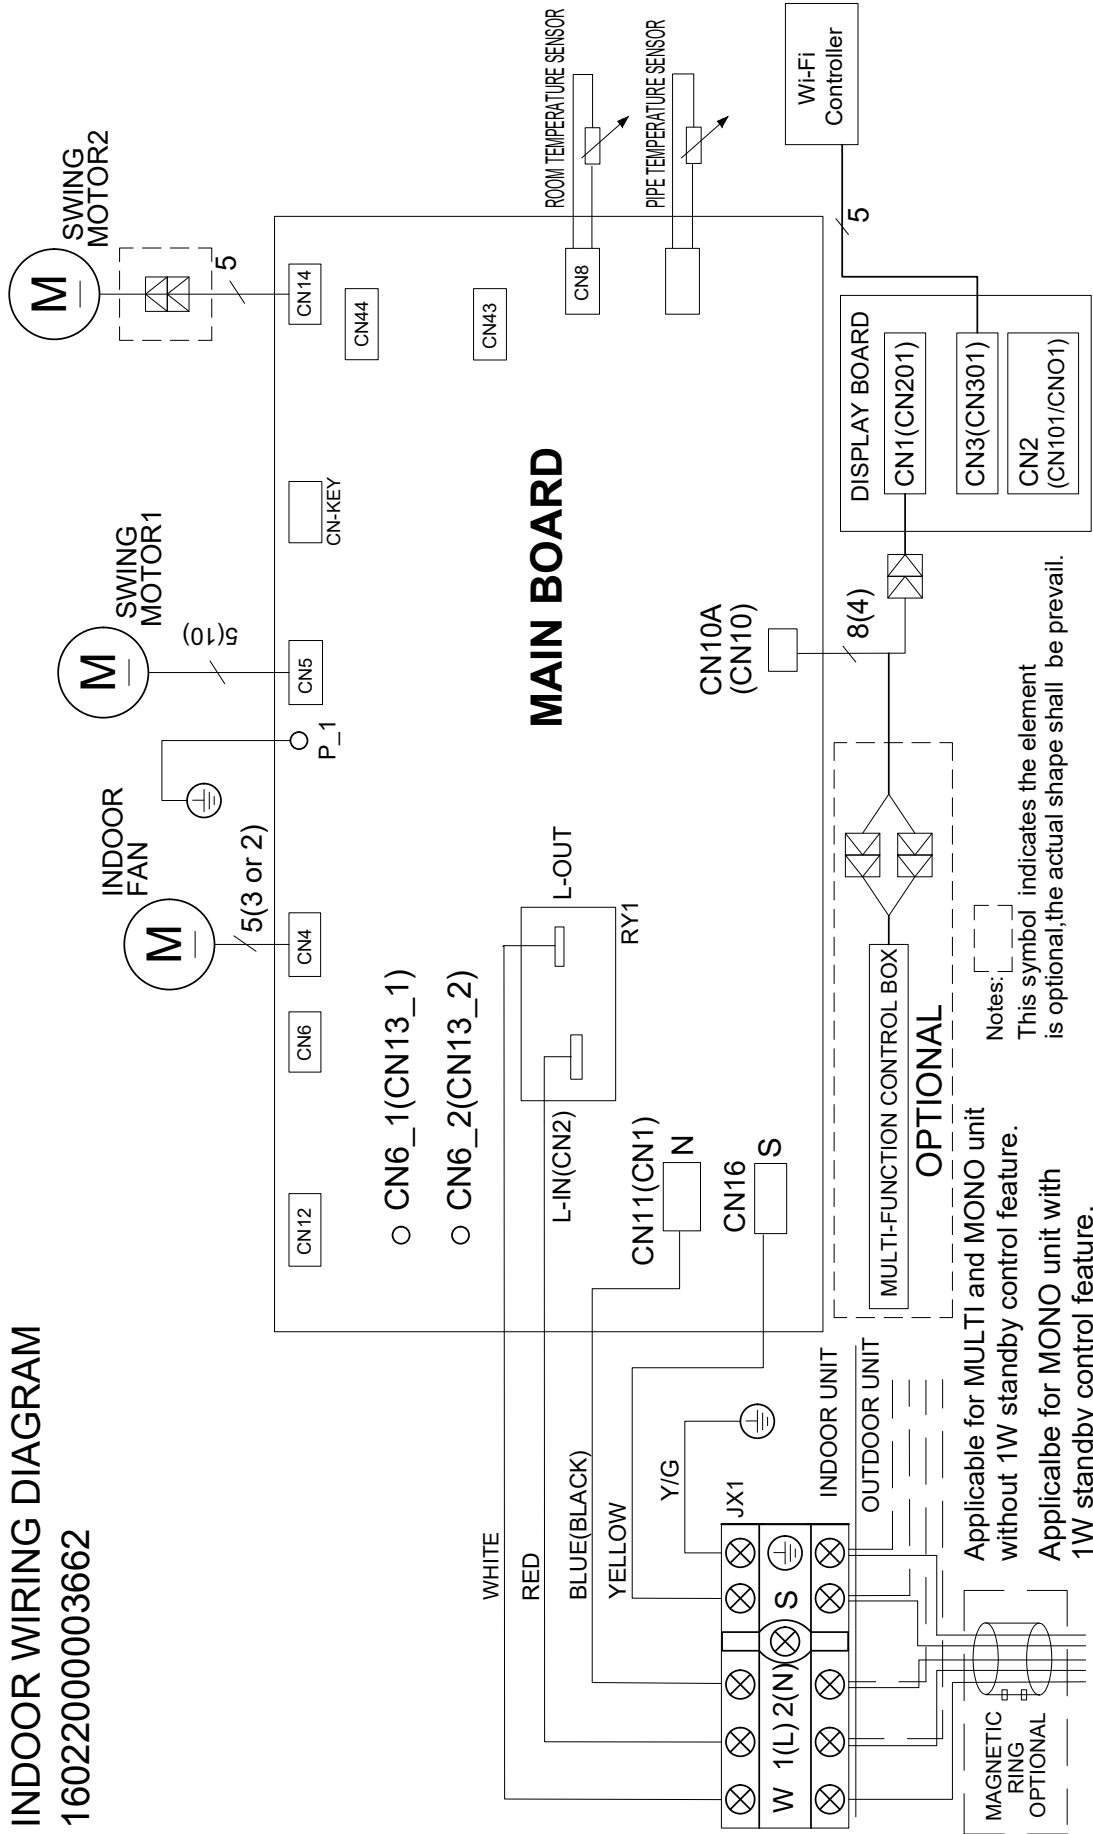 INDOOR WIRING DIAGRAM
16022000003662
INDOOR
FAN
SWING
MOTOR1
SWING
MOTOR2
M
M
M
5(3 or 2)
5(10)
5
P_1
CN12
CN6
CN4
CN5
CN-KEY
CN14
CN44
CN43
CN6_1(CN13_1)
CN6_2(CN13_2)
ROOM TEMPERATURE SENSOR
CN8
PIPE TEMPERATURE SENSOR
MAIN BOARD
L-IN(CN2)
L-OUT
RY1
CN11(CN1)
N
CN16
S
CN10A
(CN10)
8(4)
WHITE
RED
BLUE(BLACK)
YELLOW
Y/G
JX1
W 1(L) 2(N) S
INDOOR UNIT
OUTDOOR UNIT
MULTI-FUNCTION CONTROL BOX
OPTIONAL
DISPLAY BOARD
CN1(CN201)
CN3(CN301)
CN2
(CN101/CNO1)
5
Wi-Fi
Controller
MAGNETIC
RING
OPTIONAL
Applicable for MULTI and MONO unit
without 1W standby control feature.
Applicalbe for MONO unit with
1W standby control feature.
Notes:
This symbol indicates the element
is optional,the actual shape shall be prevail.